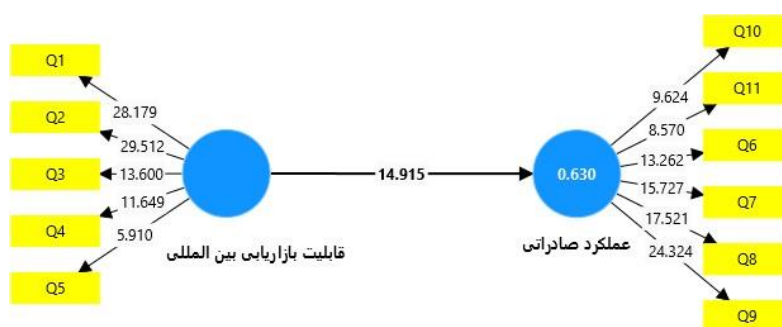 Q1
Q2
Q3
Q4
Q5
28.179
29.512
13.600
11.649
5.910
قابلیت بازاریابی بین المللی
14.915
0.630
عملکرد صادراتی
9.624
8.570
13.262
15.727
17.521
24.324
Q10
Q11
Q6
Q7
Q8
Q9